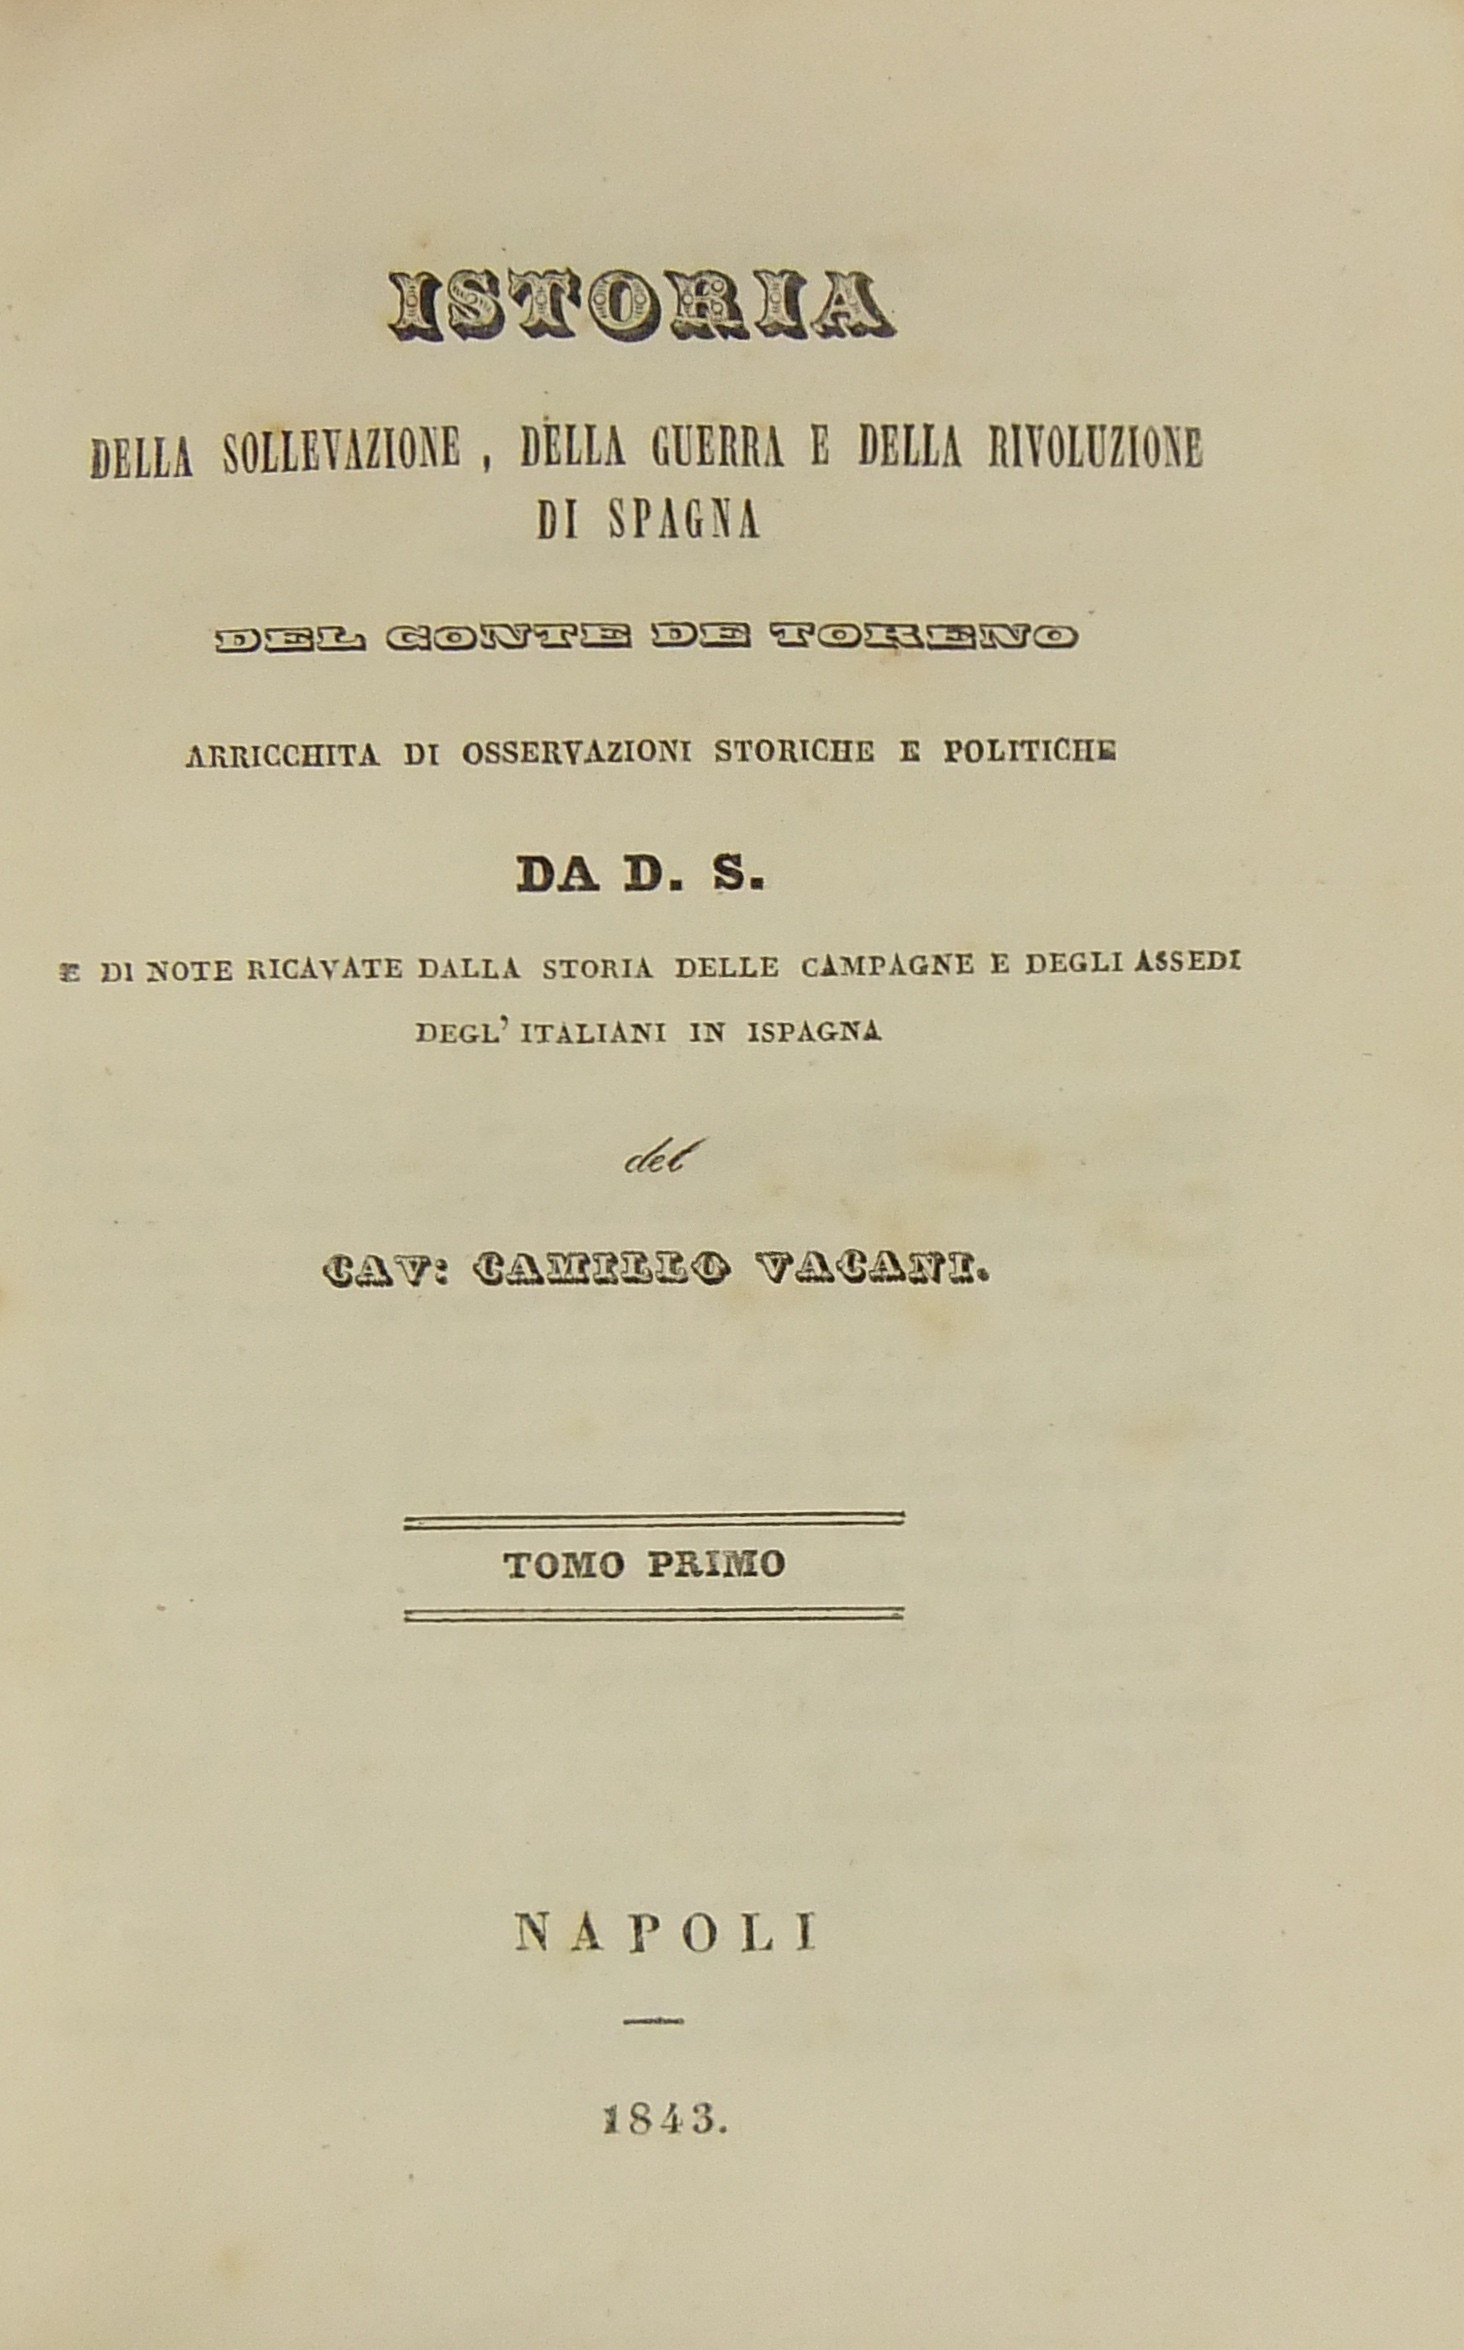 ISTORIA
DELLA SOLLEVAZIONE , DELLA GUERRA E DELLA RIVOLUZIONE
DI SPAGNA
DEL CONTE DE TORENO
ARRICCHITA DI OSSERVAZIONI STORICHE E POLITICHE
DA D. S.
E DI NOTE RICAVATE DALLA STORIA DELLE CAMPAGNE E DEGLI ASSEDI
DEGL' ITALIANI IN ISPAGNA
del
CAV: CAMILLO VACANI.
TOMO PRIMO
NAPOLI
1843.